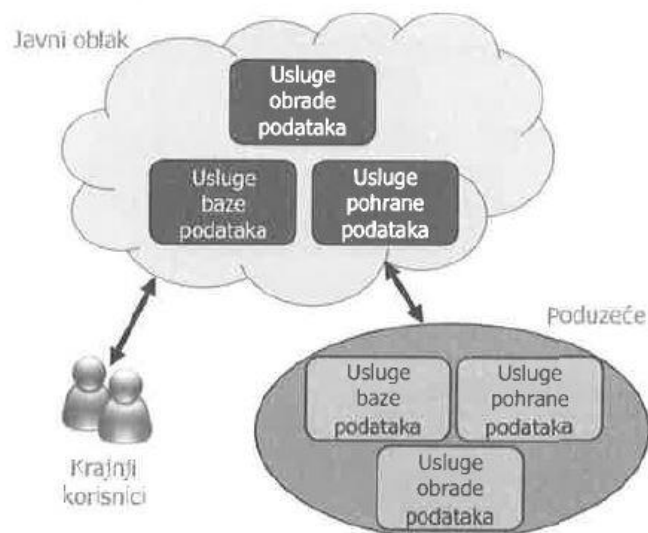 Javni oblak
Usluge
obrade
podataka
Usluge
baze
podataka
Usluge
pohrane
podataka
Poduzeće
Usluge
baze
podataka
Usluge
pohrane
podataka
Usluge
obrade
podataka
Krajnji
korisnici